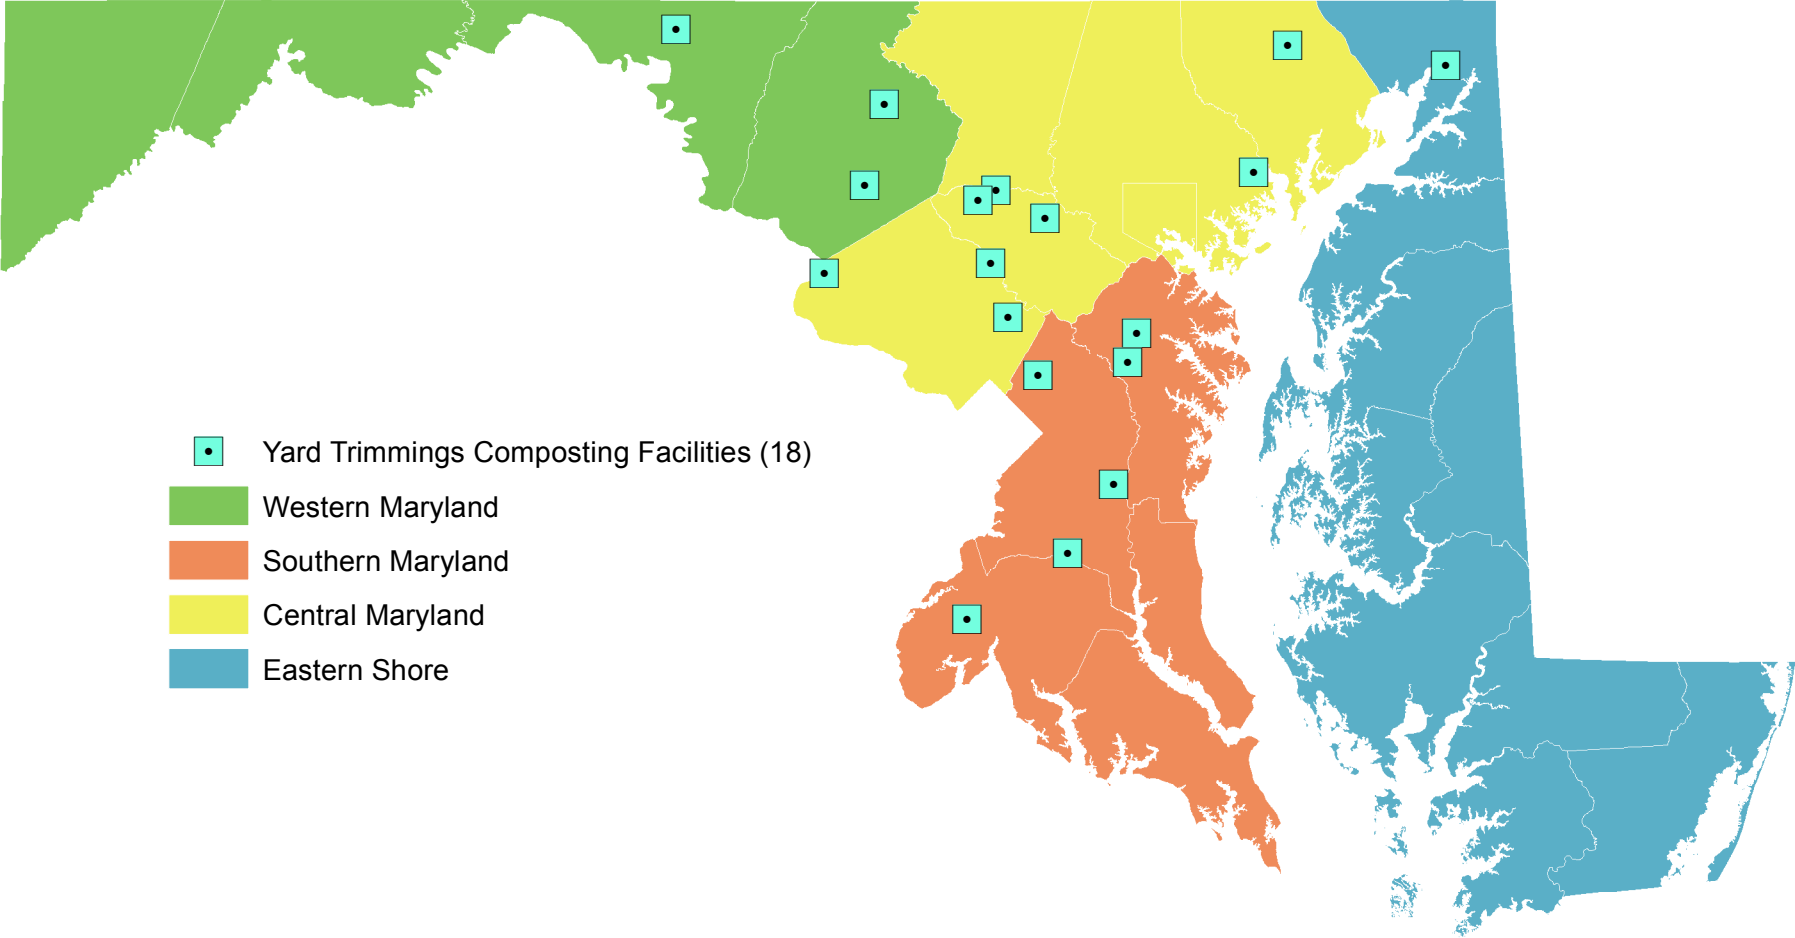 Yard Trimmings Composting Facilities (18)
Western Maryland
Southern Maryland
Central Maryland
Eastern Shore